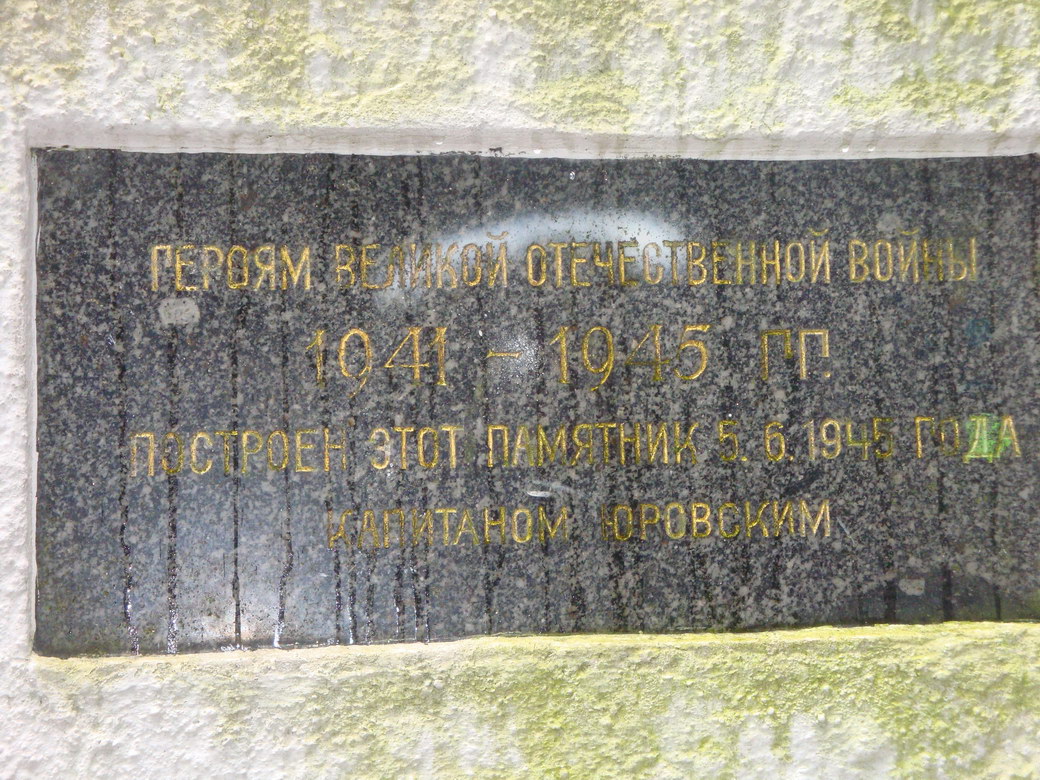 ГЕРОЯМ ВЕЛИКОЙ ОТЕЧЕСТВЕННОЙ ВОЙНЫ
1941 – 1945 ГГ.
ПОСТРОЕН ЭТОТ ПАМЯТНИК 5.6.1945 ГОДА
КАПИТАНОМ ЮРОВСКИМ